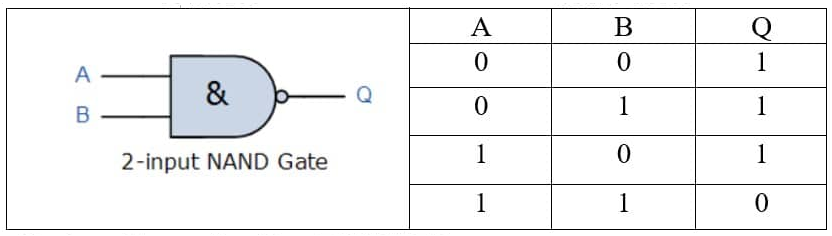 A
B
&
Q
2-input NAND Gate
A B Q
0 0 1
0 1 1
1 0 1
1 1 0